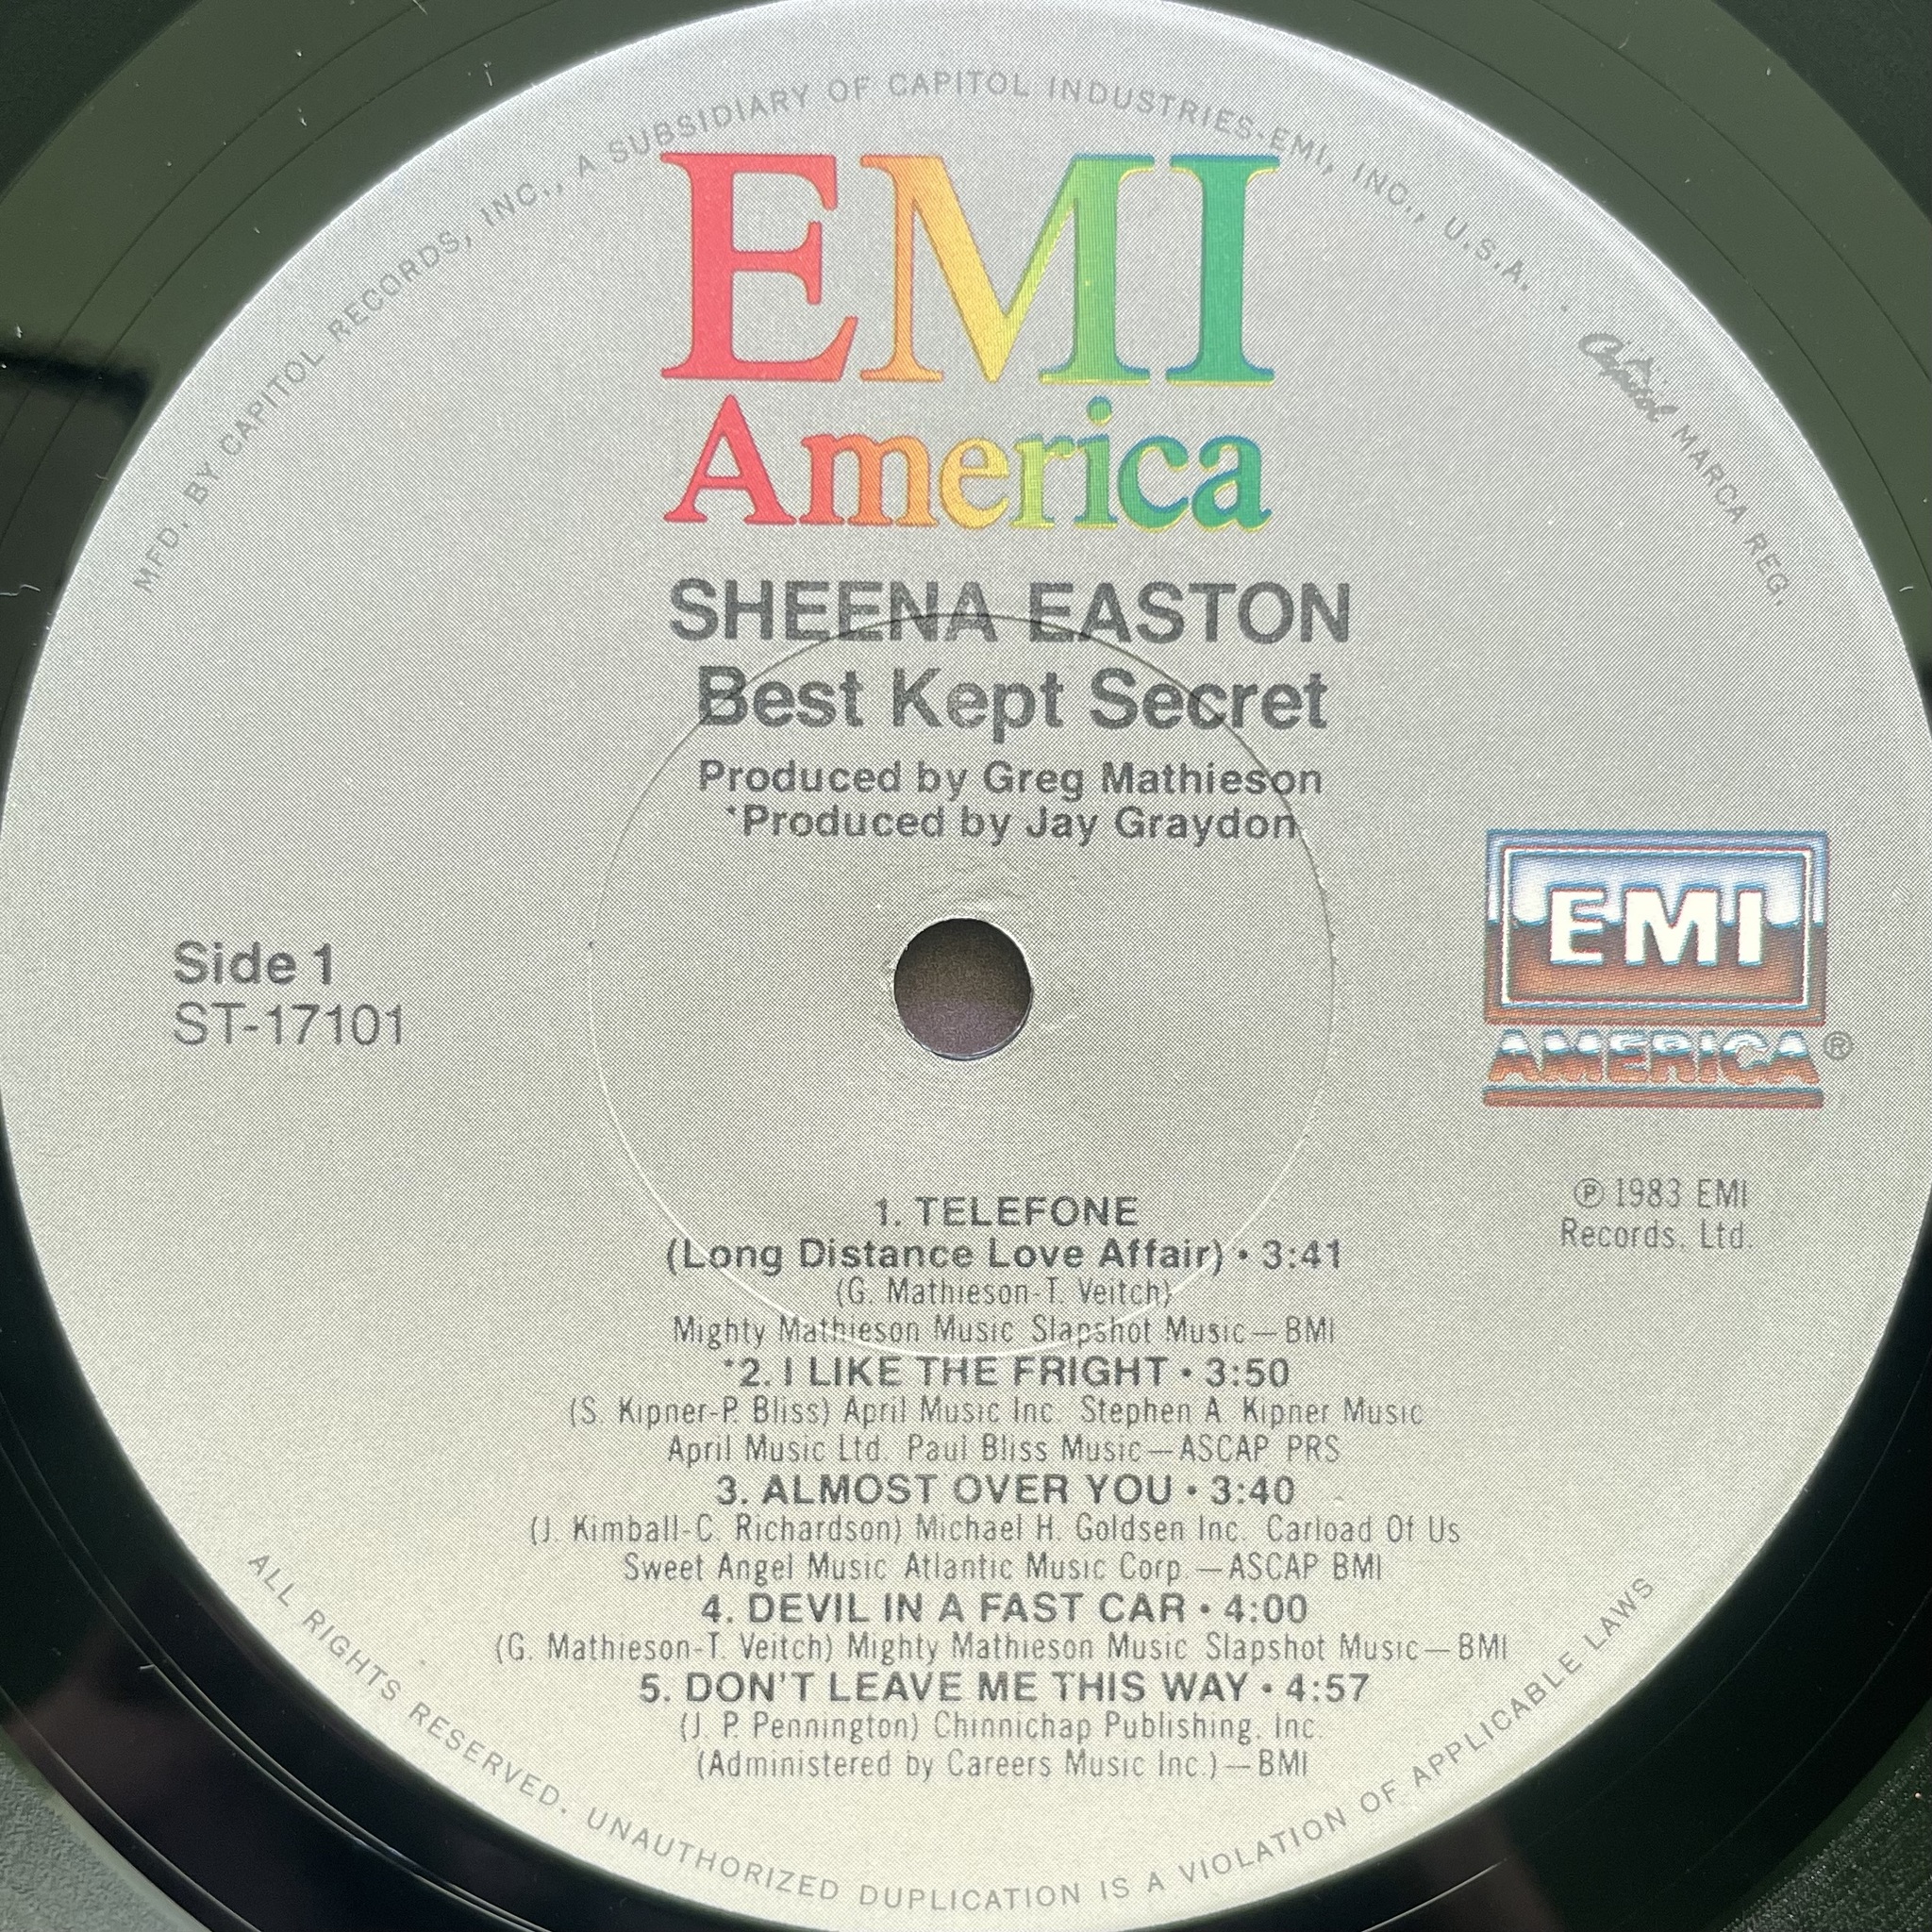 MFD. BY CAPITOL RECORDS, INC., A SUBSIDIARY OF CAPITOL INDUSTRIES-EMI, INC., U.S.A. . Capitol MARCA REG.
EMI
America
SHEENA EASTON
Best Kept Secret
Produced by Greg Mathieson
*Produced by Jay Graydon
Side 1
ST-17101
EMI
AMERICA®
℗ 1983 EMI
Records, Ltd.
1. TELEFONE
(Long Distance Love Affair) • 3:41
(G. Mathieson-T. Veitch)
Mighty Mathieson Music Slapshot Music—BMI
*2. I LIKE THE FRIGHT • 3:50
(S. Kipner-P. Bliss) April Music Inc. Stephen A. Kipner Music
April Music Ltd. Paul Bliss Music—ASCAP PRS
3. ALMOST OVER YOU • 3:40
(J. Kimball-C. Richardson) Michael H. Goldsen Inc. Carload Of Us
Sweet Angel Music Atlantic Music Corp.—ASCAP BMI
4. DEVIL IN A FAST CAR • 4:00
(G. Mathieson-T. Veitch) Mighty Mathieson Music Slapshot Music—BMI
5. DON'T LEAVE ME THIS WAY • 4:57
(J. P. Pennington) Chinnichap Publishing, Inc.
(Administered by Careers Music Inc.)—BMI
ALL RIGHTS RESERVED. UNAUTHORIZED DUPLICATION IS A VIOLATION OF APPLICABLE LAWS